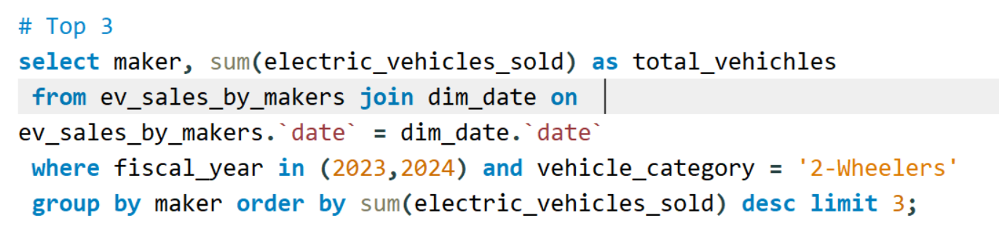 # Top 3
select maker, sum(electric_vehicles_sold) as total_vehichles
from ev_sales_by_makers join dim_date on
ev_sales_by_makers.`date` = dim_date.`date`
where fiscal_year in (2023,2024) and vehicle_category = '2-Wheelers'
group by maker order by sum(electric_vehicles_sold) desc limit 3;